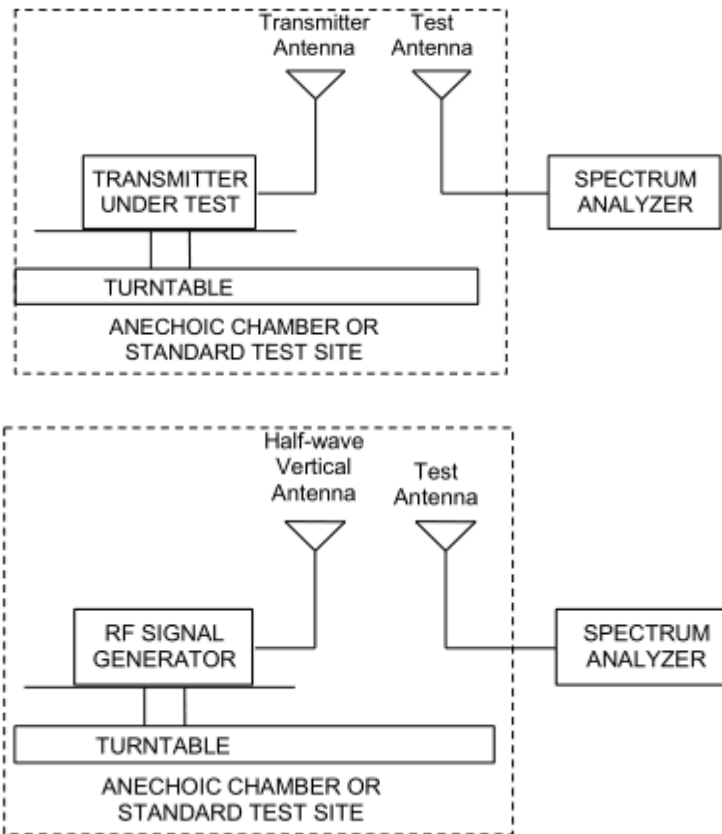 Transmitter
Antenna
Test
Antenna
TRANSMITTER
UNDER TEST
SPECTRUM
ANALYZER
TURNTABLE
ANECHOIC CHAMBER OR
STANDARD TEST SITE
Half-wave
Vertical
Antenna
Test
Antenna
RF SIGNAL
GENERATOR
SPECTRUM
ANALYZER
TURNTABLE
ANECHOIC CHAMBER OR
STANDARD TEST SITE